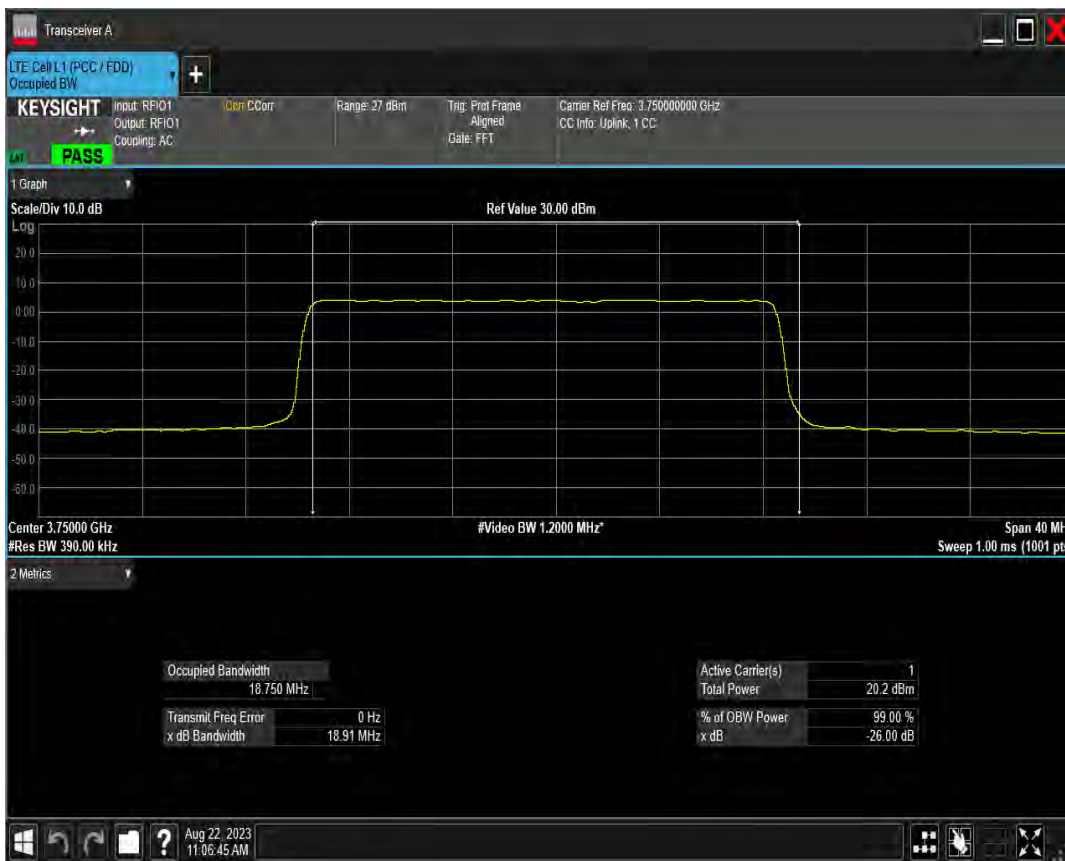 Transceiver A
LTE Cell L1 (PCC / FDD)
Occupied BW
+
KEYSIGHT
Input: RFIO1
Output: RFIO1
Coupling: AC
Corr CCorr
Range: 27 dBm
Trig: Prot Frame
Aligned
Gate: FFT
Carrier Ref Freq: 3.750000000 GHz
CC Info: Uplink, 1 CC
PASS
1 Graph
Scale/Div 10.0 dB
Ref Value 30.00 dBm
Log
20.0
10.0
0.00
-10.0
-20.0
-30.0
-40.0
-50.0
-60.0
Center 3.75000 GHz
#Video BW 1.2000 MHz*
Span 40 MH
#Res BW 390.00 kHz
Sweep 1.00 ms (1001 pt
2 Metrics
Occupied Bandwidth
18.750 MHz
Transmit Freq Error 0 Hz
x dB Bandwidth 18.91 MHz
Active Carrier(s) 1
Total Power 20.2 dBm
% of OBW Power 99.00 %
x dB -26.00 dB
?
Aug 22, 2023
11:06:45 AM